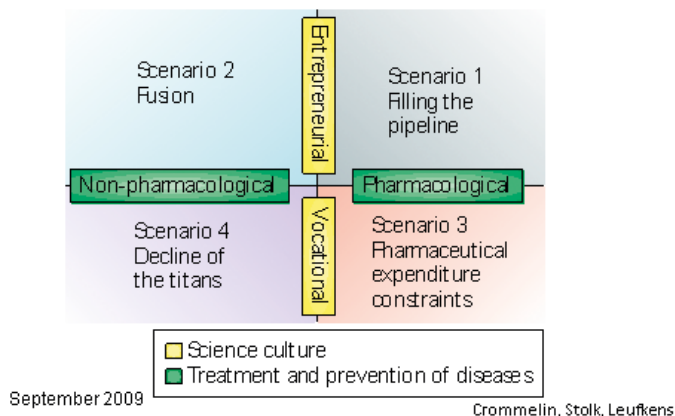 Entrepreneurial
Scenario 2
Fusion
Scenario 1
Filling the
pipeline
Non-pharmacological
Pharmacological
Vocational
Scenario 4
Decline of
the titans
Scenario 3
Pharmaceutical
expenditure
constraints
Science culture
Treatment and prevention of diseases
September 2009
Crommelin, Stolk, Leufkens